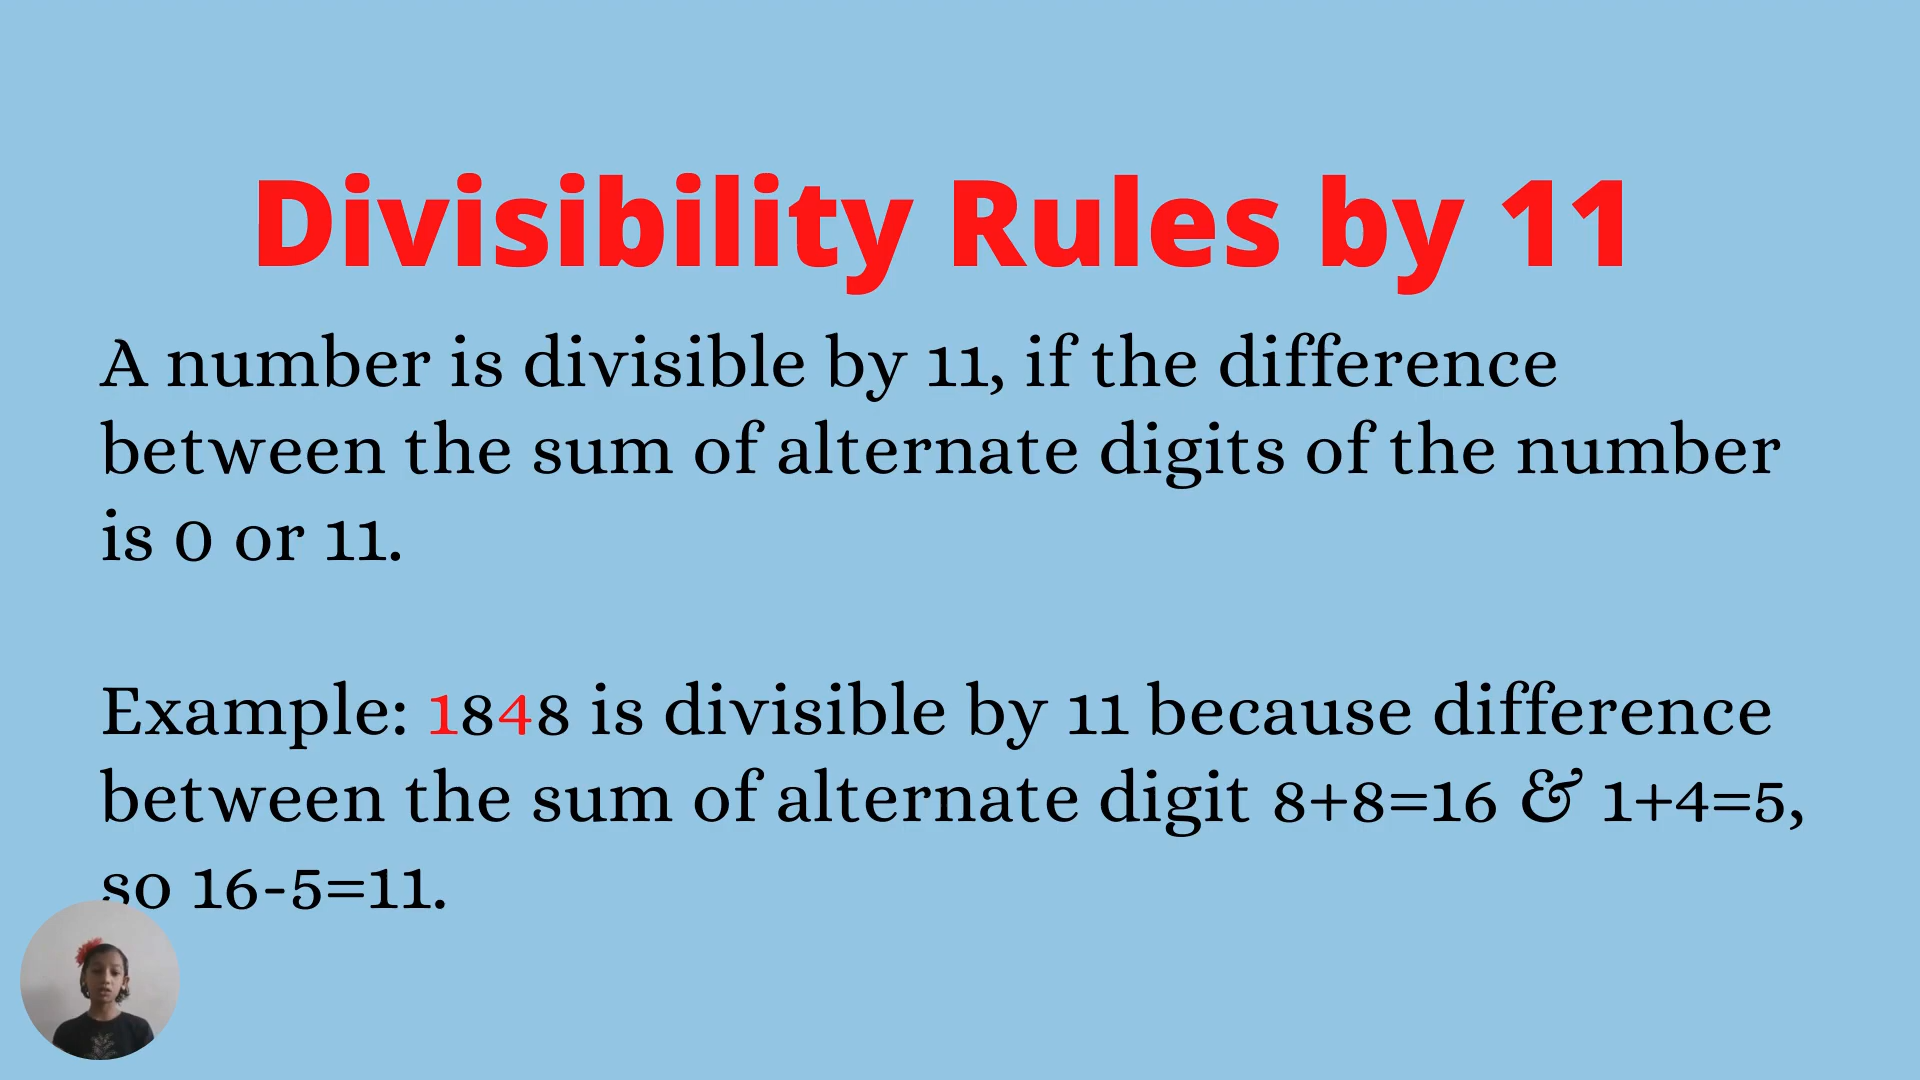 Divisibility Rules by 11
A number is divisible by 11, if the difference
between the sum of alternate digits of the number
is 0 or 11.
Example: 1848 is divisible by 11 because difference
between the sum of alternate digit 8+8=16 & 1+4=5,
so 16-5=11.